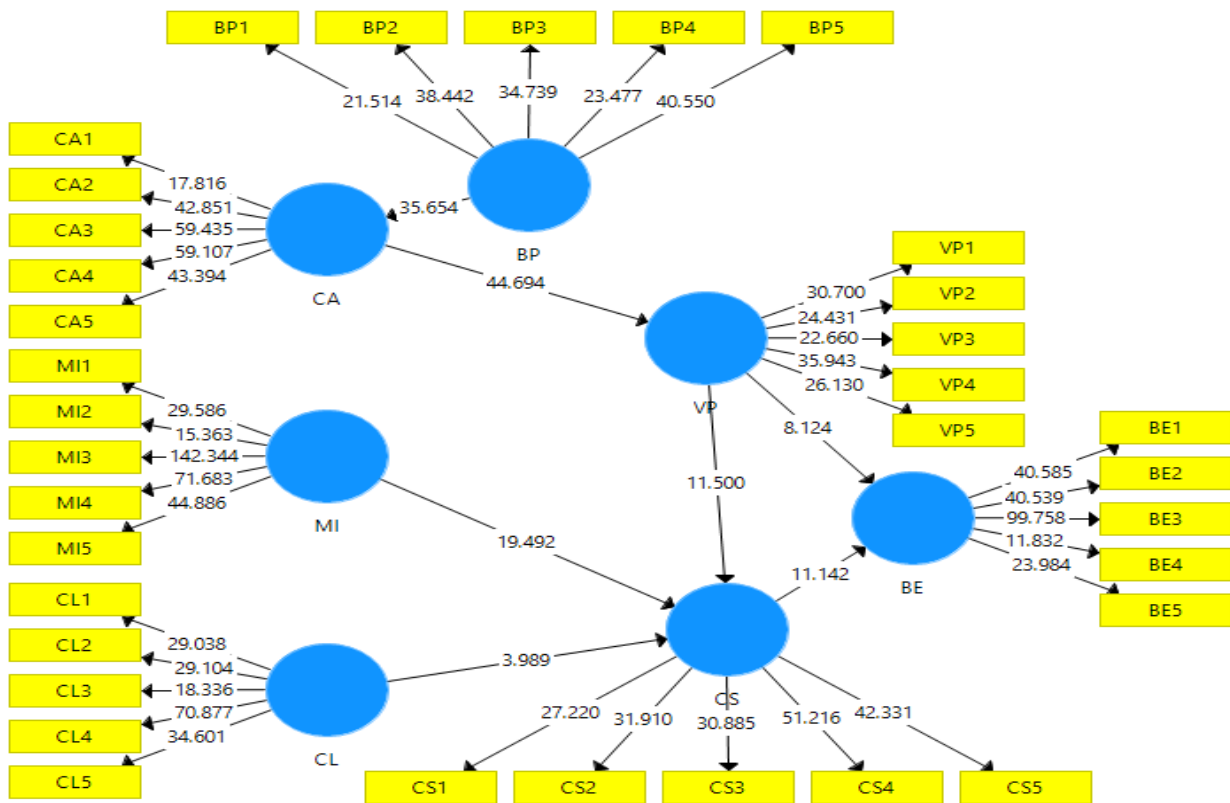 BP1 BP2 BP3 BP4 BP5
21.514 38.442 34.739 23.477 40.550
BP
35.654
CA1
CA2
CA3
CA4
CA5
17.816
42.851
59.435
59.107
43.394
CA
44.694
VP1
VP2
VP3
VP4
VP5
30.700
24.431
22.660
35.943
26.130
VP
8.124
11.500
MI1
MI2
MI3
MI4
MI5
29.586
15.363
142.344
71.683
44.886
MI
19.492
BE1
BE2
BE3
BE4
BE5
40.585
40.539
99.758
11.832
23.984
BE
11.142
CL1
CL2
CL3
CL4
CL5
29.038
29.104
18.336
70.877
34.601
CL
3.989
CS
27.220 31.910 30.885 51.216 42.331
CS1 CS2 CS3 CS4 CS5